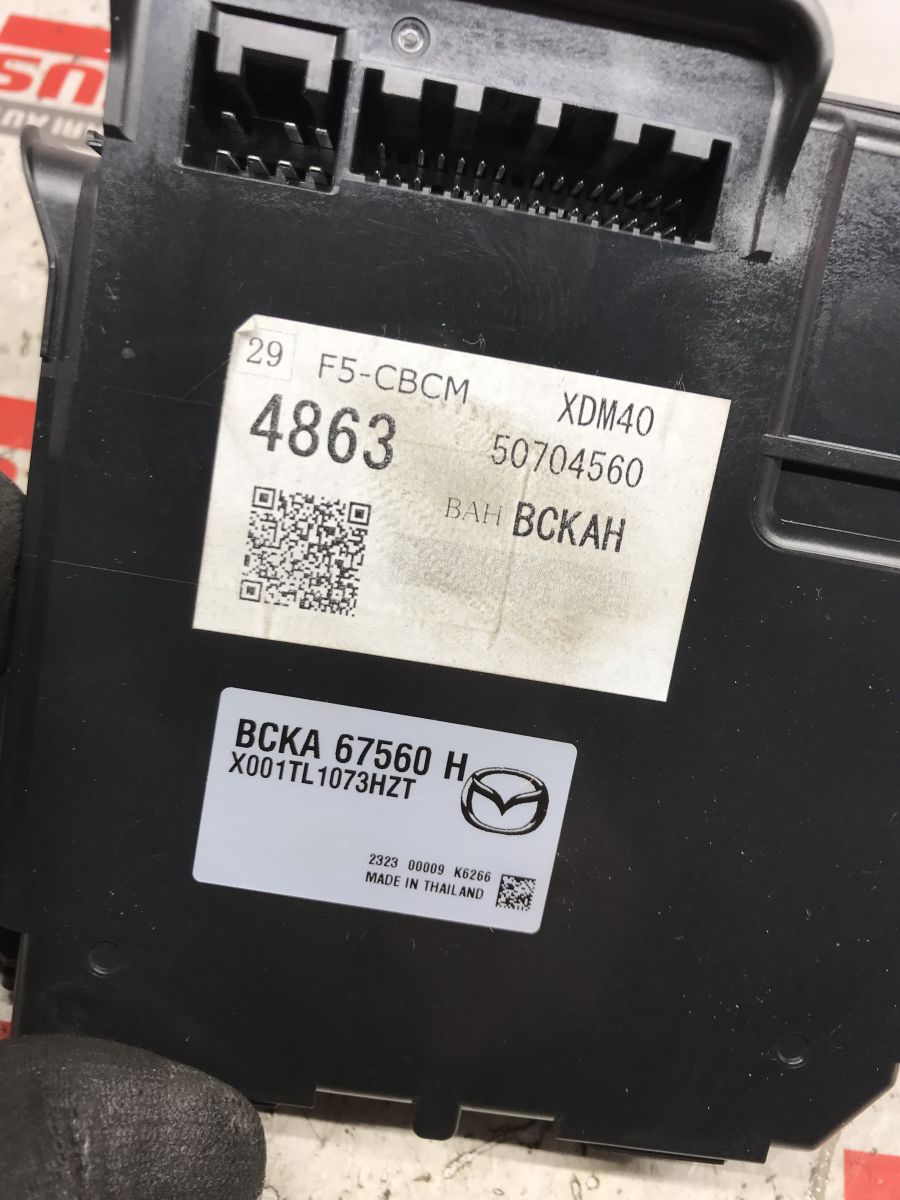 29 F5-CBCM XDM40
4863 50704560
BAH BCKAH
BCKA 67560 H
X001TL1073HZT
2323 00009 K6266
MADE IN THAILAND